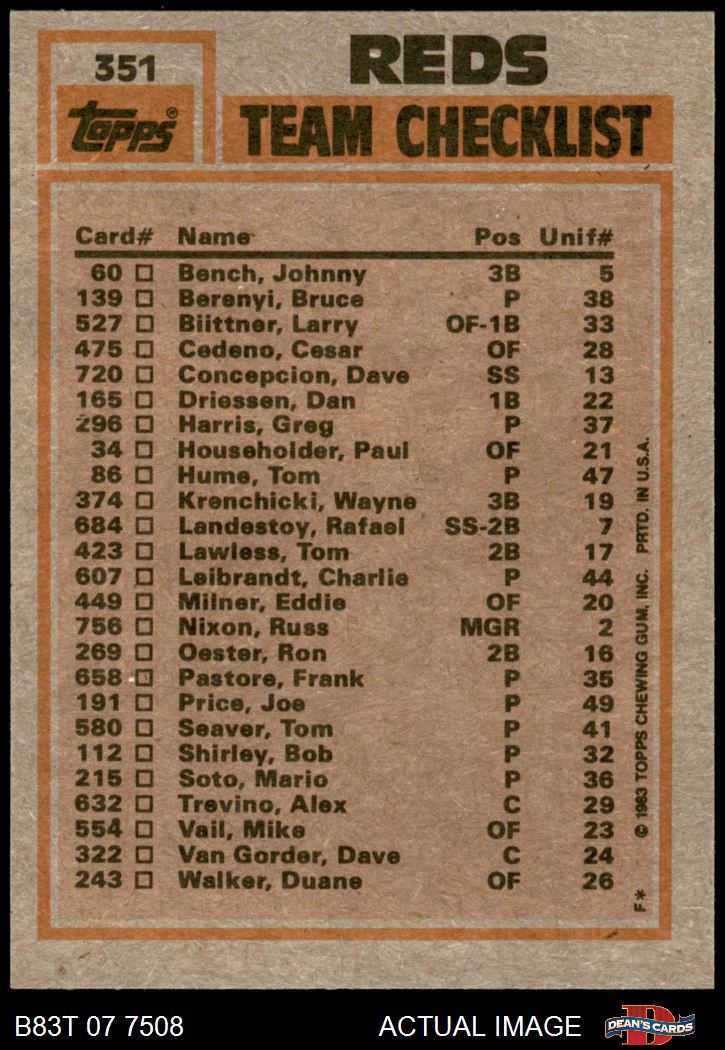 351
REDS
Topps®
TEAM CHECKLIST
Card# Name Pos Unif#
60 Bench, Johnny 3B 5
139 Berenyi, Bruce P 38
527 Biittner, Larry OF-1B 33
475 Cedeno, Cesar OF 28
720 Concepcion, Dave SS 13
165 Driessen, Dan 1B 22
296 Harris, Greg P 37
34 Householder, Paul OF 21
86 Hume, Tom P 47
374 Krenchicki, Wayne 3B 19
684 Landestoy, Rafael SS-2B 7
423 Lawless, Tom 2B 17
607 Leibrandt, Charlie P 44
449 Milner, Eddie OF 20
756 Nixon, Russ MGR 2
269 Oester, Ron 2B 16
658 Pastore, Frank P 35
191 Price, Joe P 49
580 Seaver, Tom P 41
112 Shirley, Bob P 32
215 Soto, Mario P 36
632 Trevino, Alex C 29
554 Vail, Mike OF 23
322 Van Gorder, Dave C 24
243 Walker, Duane OF 26
F* © 1983 TOPPS CHEWING GUM, INC. PRTD. IN U.S.A.
B83T 07 7508 ACTUAL IMAGE
DEAN'S CARDS